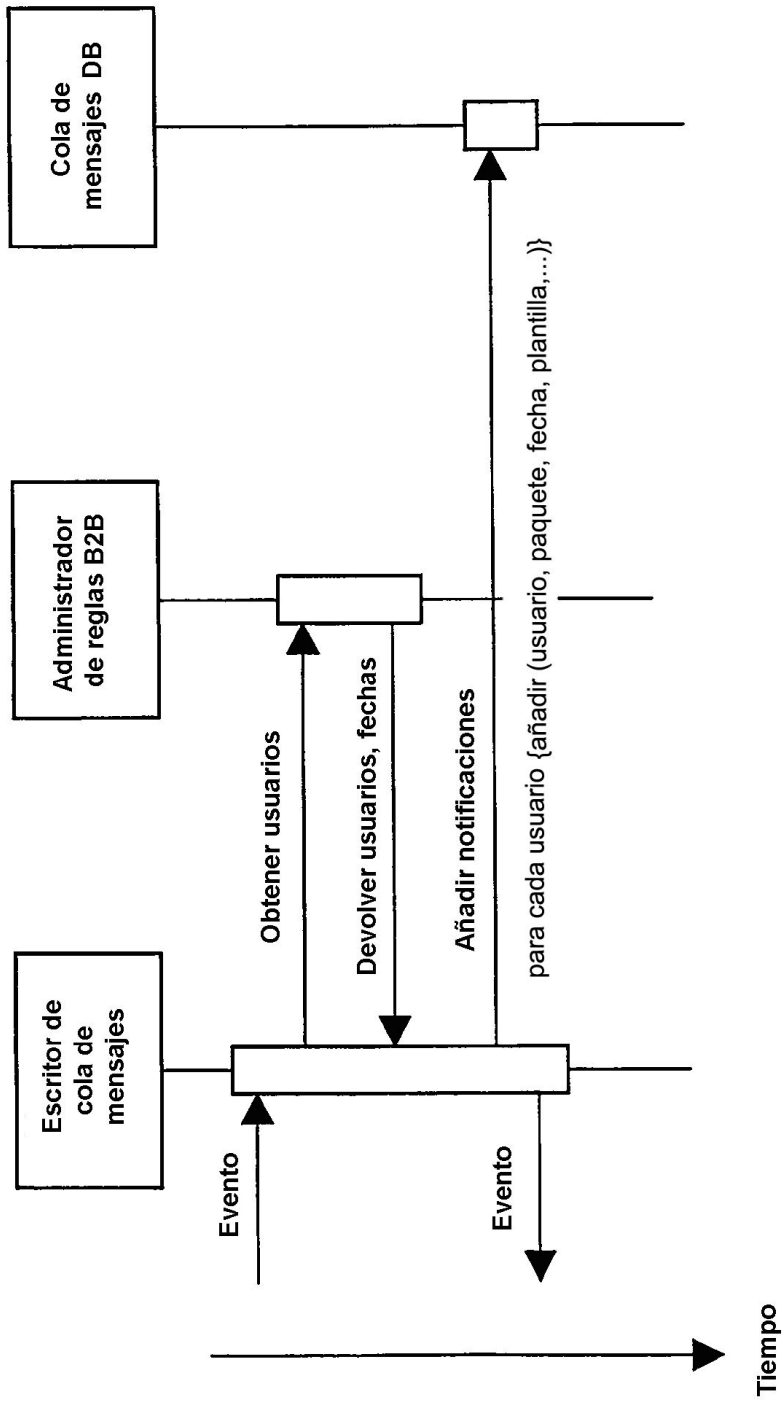 Escritor de
cola de
mensajes
Administrador
de reglas B2B
Cola de
mensajes DB
Evento
Obtener usuarios
Devolver usuarios, fechas
Añadir notificaciones
para cada usuario {añadir (usuario, paquete, fecha, plantilla,...)}
Evento
Tiempo